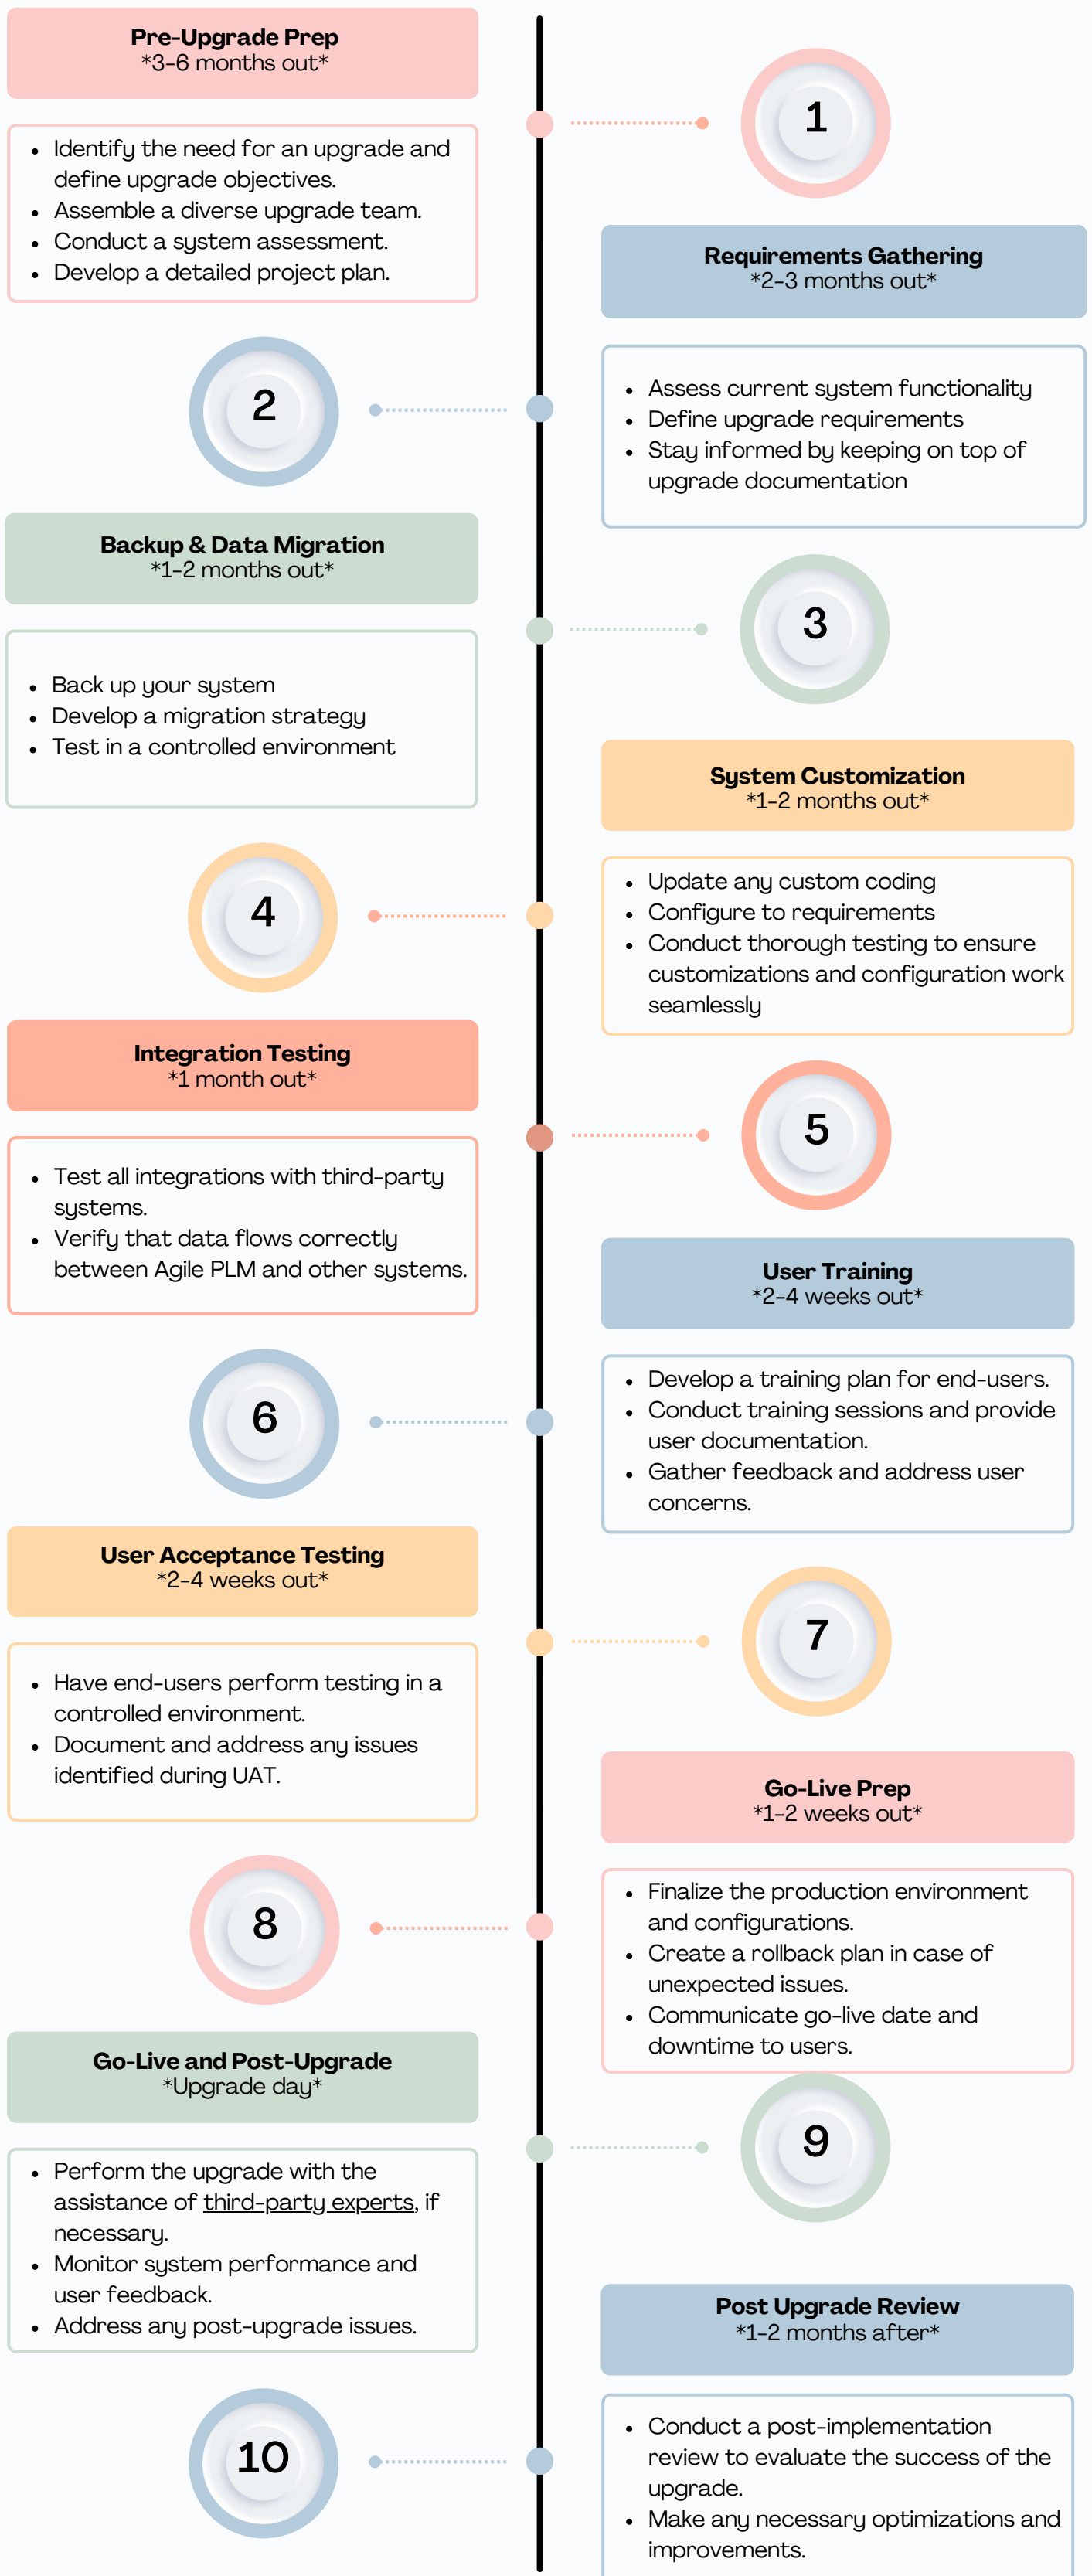 Pre-Upgrade Prep
*3-6 months out*
1
• Identify the need for an upgrade and
define upgrade objectives.
• Assemble a diverse upgrade team.
• Conduct a system assessment.
• Develop a detailed project plan.
Requirements Gathering
*2-3 months out*
2
• Assess current system functionality
• Define upgrade requirements
• Stay informed by keeping on top of
upgrade documentation
Backup & Data Migration
*1-2 months out*
3
• Back up your system
• Develop a migration strategy
• Test in a controlled environment
System Customization
*1-2 months out*
4
• Update any custom coding
• Configure to requirements
• Conduct thorough testing to ensure
customizations and configuration work
seamlessly
Integration Testing
*1 month out*
5
• Test all integrations with third-party
systems.
• Verify that data flows correctly
between Agile PLM and other systems.
User Training
*2-4 weeks out*
6
• Develop a training plan for end-users.
• Conduct training sessions and provide
user documentation.
• Gather feedback and address user
concerns.
User Acceptance Testing
*2-4 weeks out*
7
• Have end-users perform testing in a
controlled environment.
• Document and address any issues
identified during UAT.
Go-Live Prep
*1-2 weeks out*
8
• Finalize the production environment
and configurations.
• Create a rollback plan in case of
unexpected issues.
• Communicate go-live date and
downtime to users.
Go-Live and Post-Upgrade
*Upgrade day*
9
• Perform the upgrade with the
assistance of third-party experts, if
necessary.
• Monitor system performance and
user feedback.
• Address any post-upgrade issues.
Post Upgrade Review
*1-2 months after*
10
• Conduct a post-implementation
review to evaluate the success of the
upgrade.
• Make any necessary optimizations and
improvements.